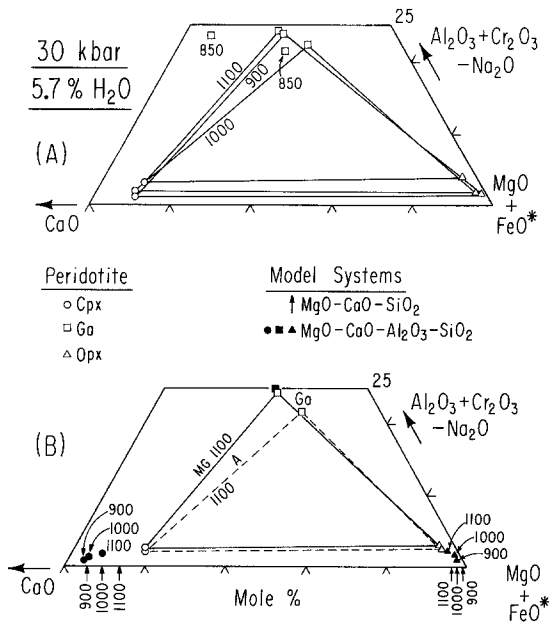 30 kbar
5.7 % H2O
(A)
850
25
Al2O3+Cr2O3
-Na2O
1100
900
850
1000
MgO
+
FeO*
CaO
Peridotite
Cpx
Ga
Opx
Model Systems
MgO-CaO-SiO2
MgO-CaO-Al2O3-SiO2
(B)
Ga
25
Al2O3+Cr2O3
-Na2O
MG 1100
A
1100
900
1000
1100
1100
1000
900
CaO
900
1000
1100
Mole %
1100
1000
900
MgO
+
FeO*